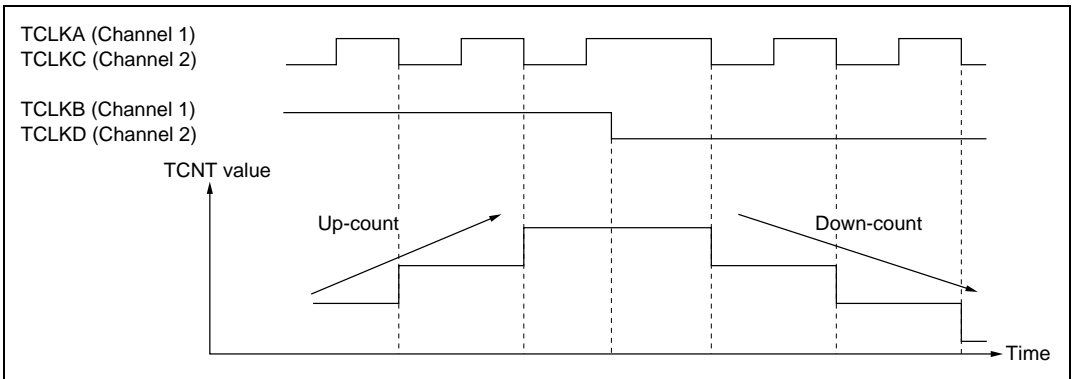 TCLKA (Channel 1)
TCLKC (Channel 2)
TCLKB (Channel 1)
TCLKD (Channel 2)
TCNT value
Up-count
Down-count
Time